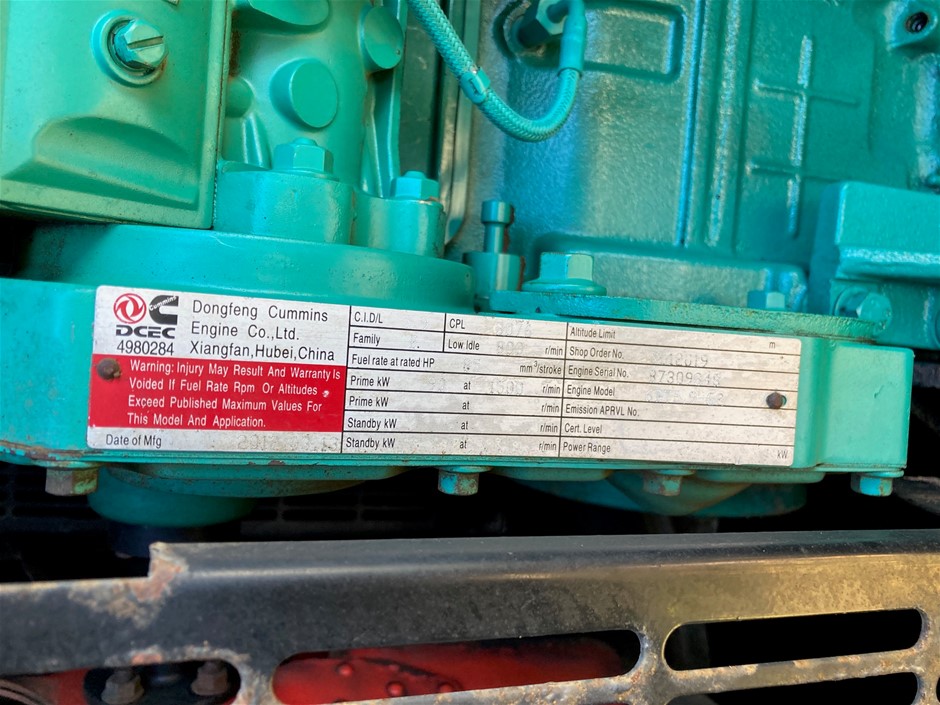 DCEC
Cummins
4980284
Dongfeng Cummins
Engine Co.,Ltd.
Xiangfan,Hubei,China
Warning: Injury May Result And Warranty Is
Voided If Fuel Rate Rpm Or Altitudes
Exceed Published Maximum Values For
This Model And Application.
Date of Mfg
C.I.D/L
CPL
Family
Low Idle r/min
Fuel rate at rated HP mm³/stroke
Prime kW at 1500 r/min
Prime kW at r/min
Standby kW at r/min
Standby kW at r/min
Altitude Limit m
Shop Order No.
Engine Serial No.
Engine Model
Emission APRVL No.
Cert. Level
Power Range kW